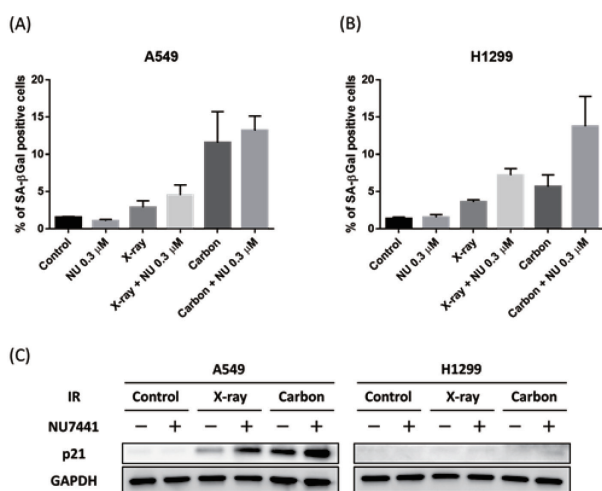 (A)
A549
% of SA-βGal positive cells
20
15
10
5
0
Control
NU 0.3 μM
X-ray
X-ray + NU 0.3 μM
Carbon
Carbon + NU 0.3 μM
(B)
H1299
% of SA-βGal positive cells
20
15
10
5
0
Control
NU 0.3 μM
X-ray
X-ray + NU 0.3 μM
Carbon
Carbon + NU 0.3 μM
(C)
A549 H1299
IR Control X-ray Carbon Control X-ray Carbon
NU7441 − + − + − + − + − + − +
p21
GAPDH